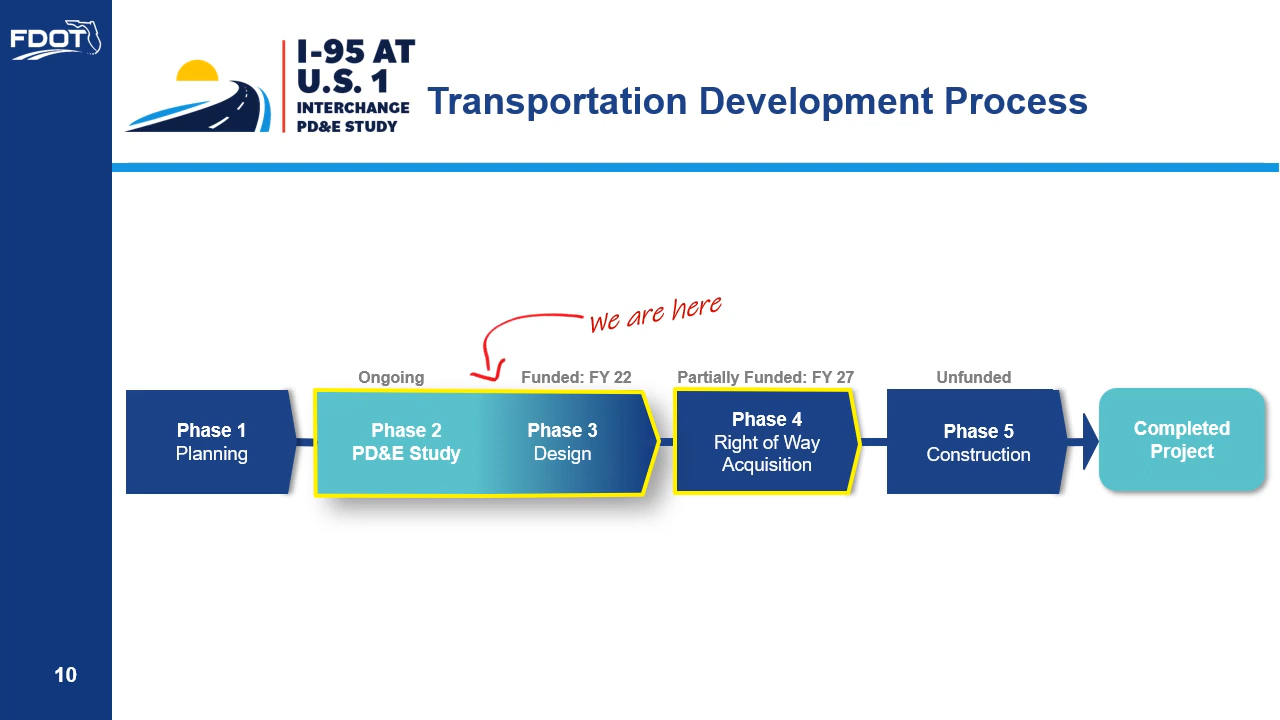 FDOT
I-95 AT
U.S. 1
INTERCHANGE
PD&E STUDY
Transportation Development Process
we are here
Ongoing
Funded: FY 22
Partially Funded: FY 27
Unfunded
Phase 1
Planning
Phase 2
PD&E Study
Phase 3
Design
Phase 4
Right of Way
Acquisition
Phase 5
Construction
Completed
Project
10